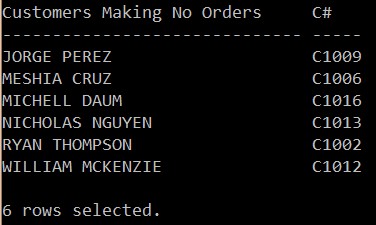 Customers Making No Orders     C#
------------------------------ -----
JORGE PEREZ                    C1009
MESHIA CRUZ                    C1006
MICHELL DAUM                   C1016
NICHOLAS NGUYEN                C1013
RYAN THOMPSON                  C1002
WILLIAM MCKENZIE               C1012

6 rows selected.